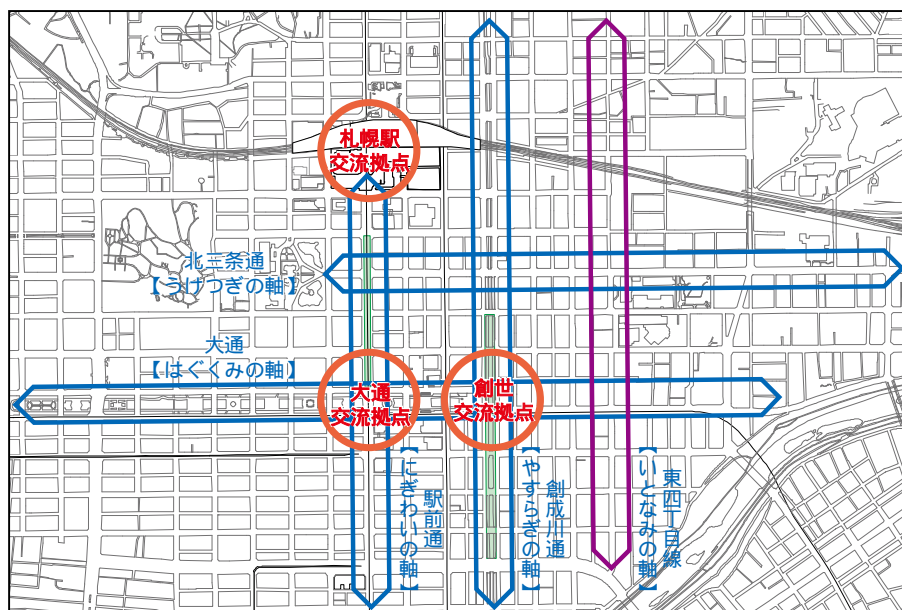 札幌駅
交流拠点
北三条通
【うけつぎの軸】
大通
【はぐくみの軸】
大通
交流拠点
創世
交流拠点
駅前通
【にぎわいの軸】
創成川通
【やすらぎの軸】
東四丁目線
【いとなみの軸】